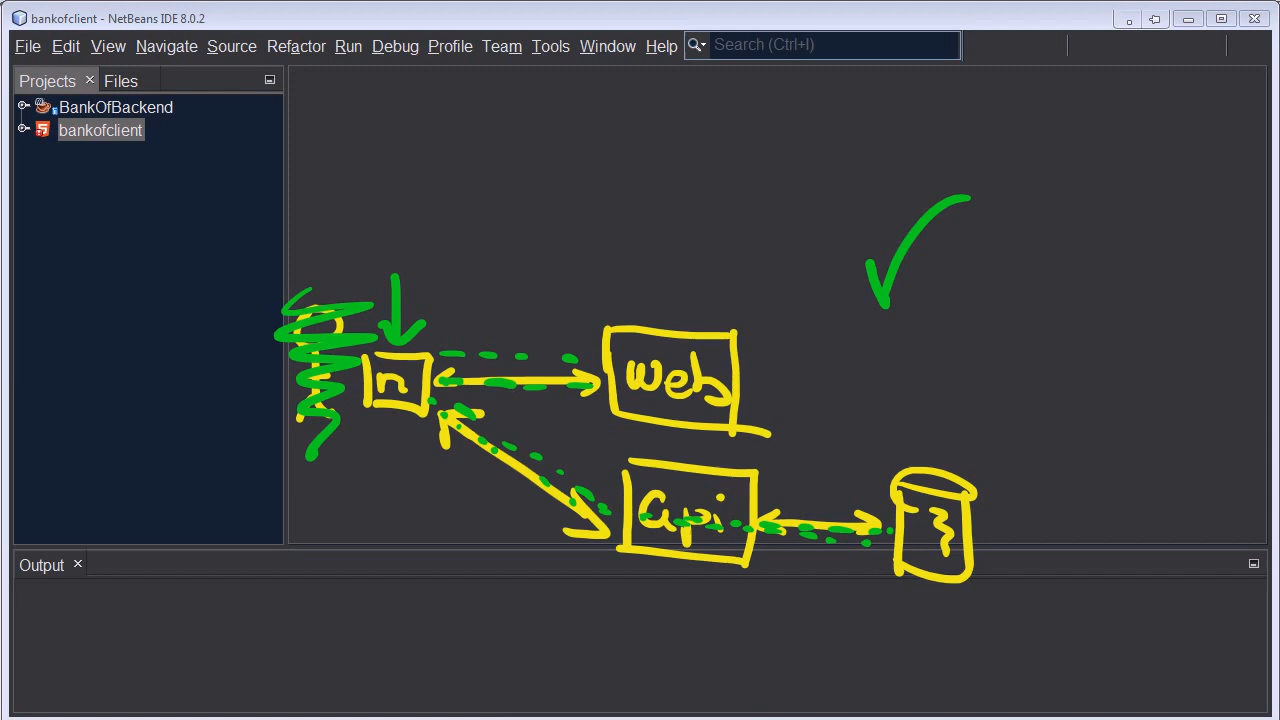 bankofclient - NetBeans IDE 8.0.2
File Edit View Navigate Source Refactor Run Debug Profile Team Tools Window Help Search (Ctrl+I)
Projects Files
BankOfBackend
bankofclient
n
Web
api
Output